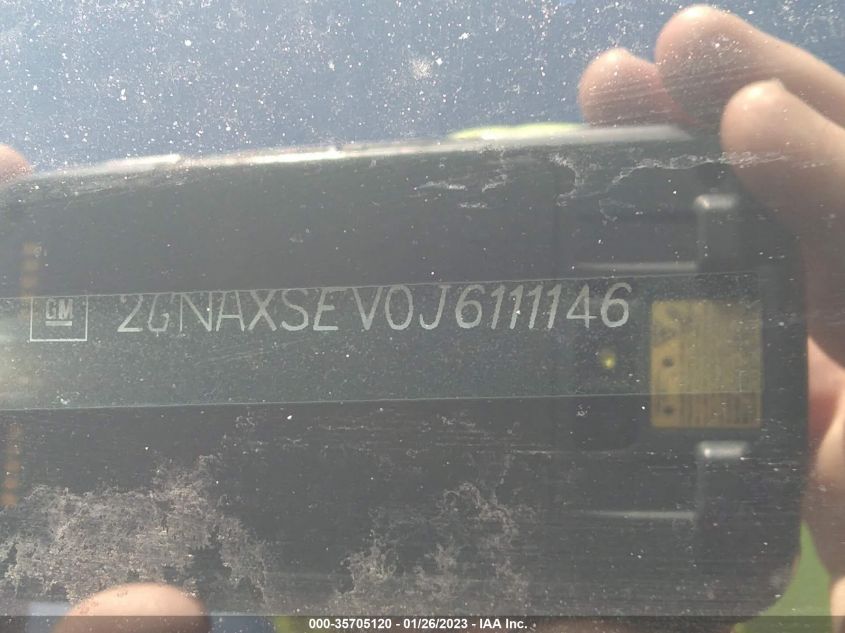 GM 2GNAXSEV0J6111146
000-35705120 - 01/26/2023 - IAA Inc.